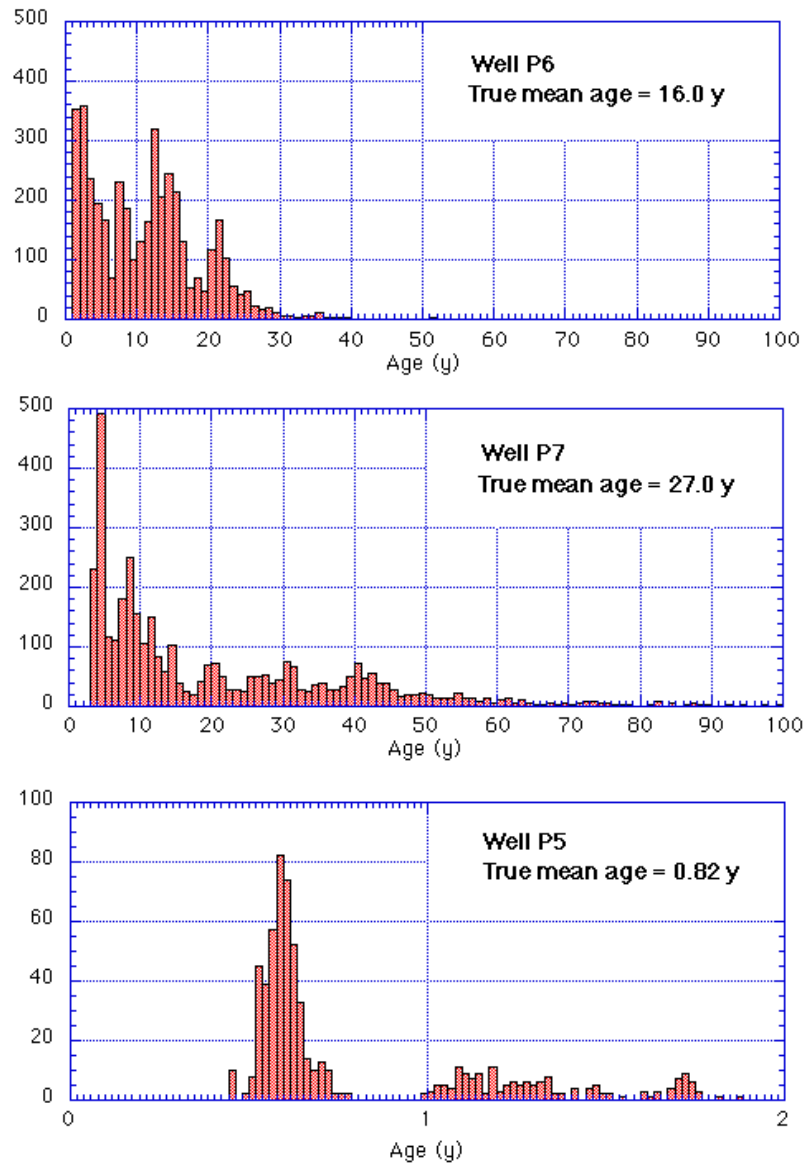 500
400
300
200
100
0
Well P6
True mean age = 16.0 y
0 10 20 30 40 50 60 70 80 90 100
Age (y)
500
400
300
200
100
0
Well P7
True mean age = 27.0 y
0 10 20 30 40 50 60 70 80 90 100
Age (y)
100
80
60
40
20
0
Well P5
True mean age = 0.82 y
0 1 2
Age (y)